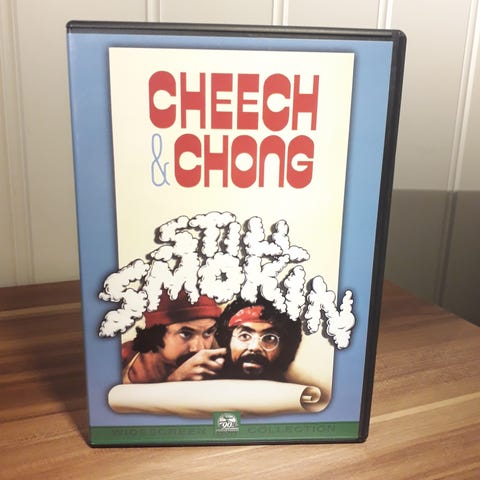 CHEECH
& CHONG
STILL
SMOKIN
WIDESCREEN COLLECTION